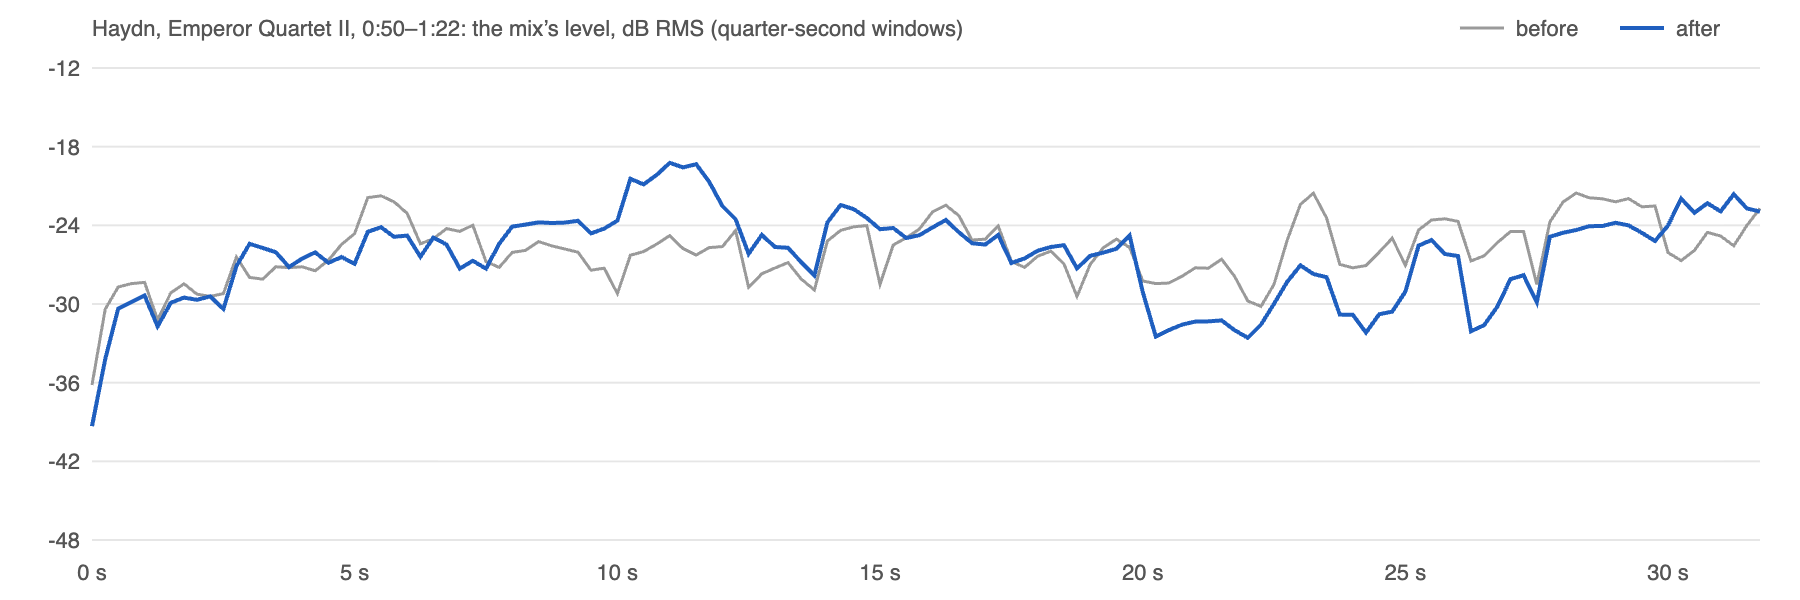 Haydn, Emperor Quartet II, 0:50–1:22: the mix’s level, dB RMS (quarter-second windows)
before
after
-12
-18
-24
-30
-36
-42
-48
0 s
5 s
10 s
15 s
20 s
25 s
30 s